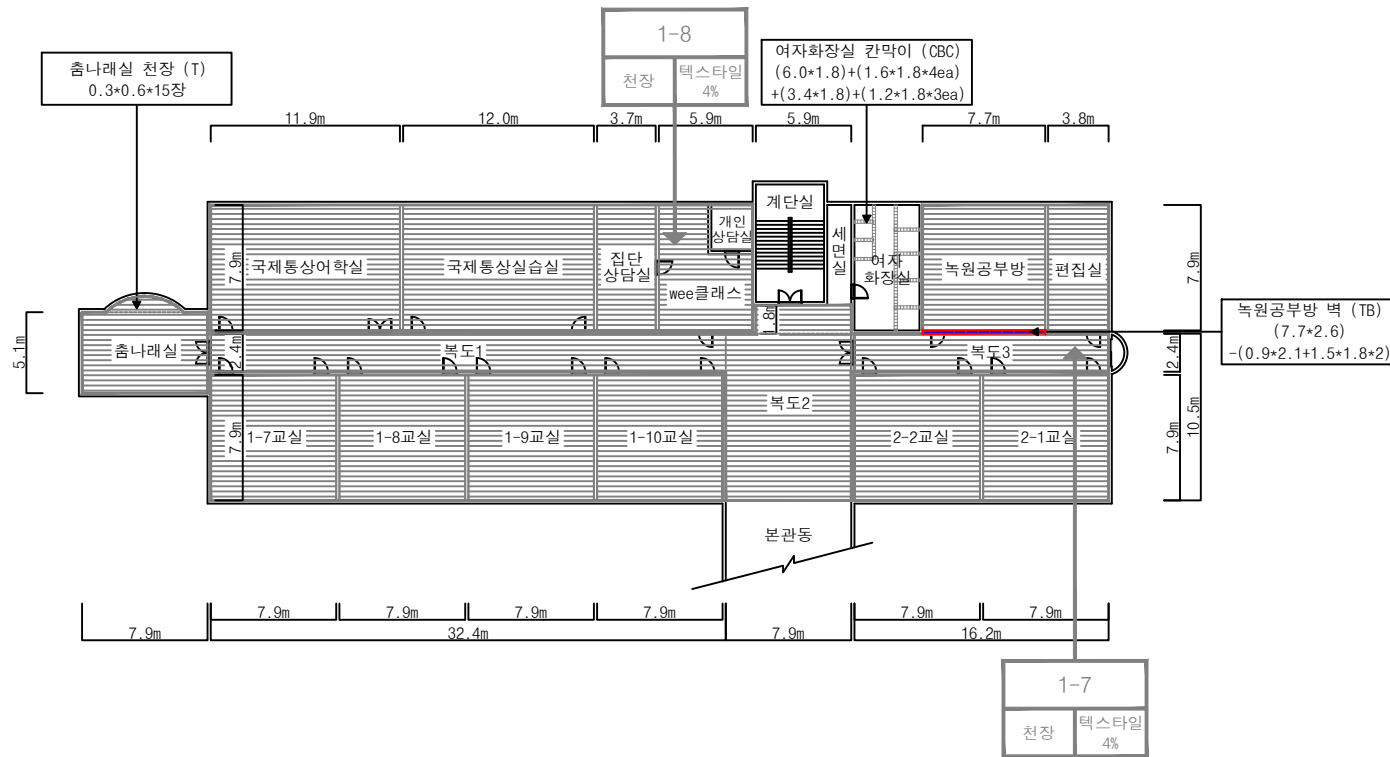 1-8
천장
텍스타일
4%
춤나래실 천장 (T)
0.3*0.6*15장
여자화장실 칸막이 (CBC)
(6.0*1.8)+(1.6*1.8*4ea)
+(3.4*1.8)+(1.2*1.8*3ea)
11.9m
12.0m
3.7m
5.9m
5.9m
7.7m
3.8m
계단실
개인
상담실
세
면
실
7.9m
국제통상어학실
국제통상실습실
집단
상담실
wee클래스
여자
화장실
녹원공부방
편집실
7.9m
1.8m
녹원공부방 벽 (TB)
(7.7*2.6)
-(0.9*2.1+1.5*1.8*2)
5.1m
춤나래실
2.4m
복도1
복도3
2.4m
복도2
7.9m
1-7교실
1-8교실
1-9교실
1-10교실
2-2교실
2-1교실
7.9m
10.5m
본관동
7.9m
7.9m
7.9m
7.9m
7.9m
7.9m
7.9m
32.4m
7.9m
16.2m
1-7
천장
텍스타일
4%